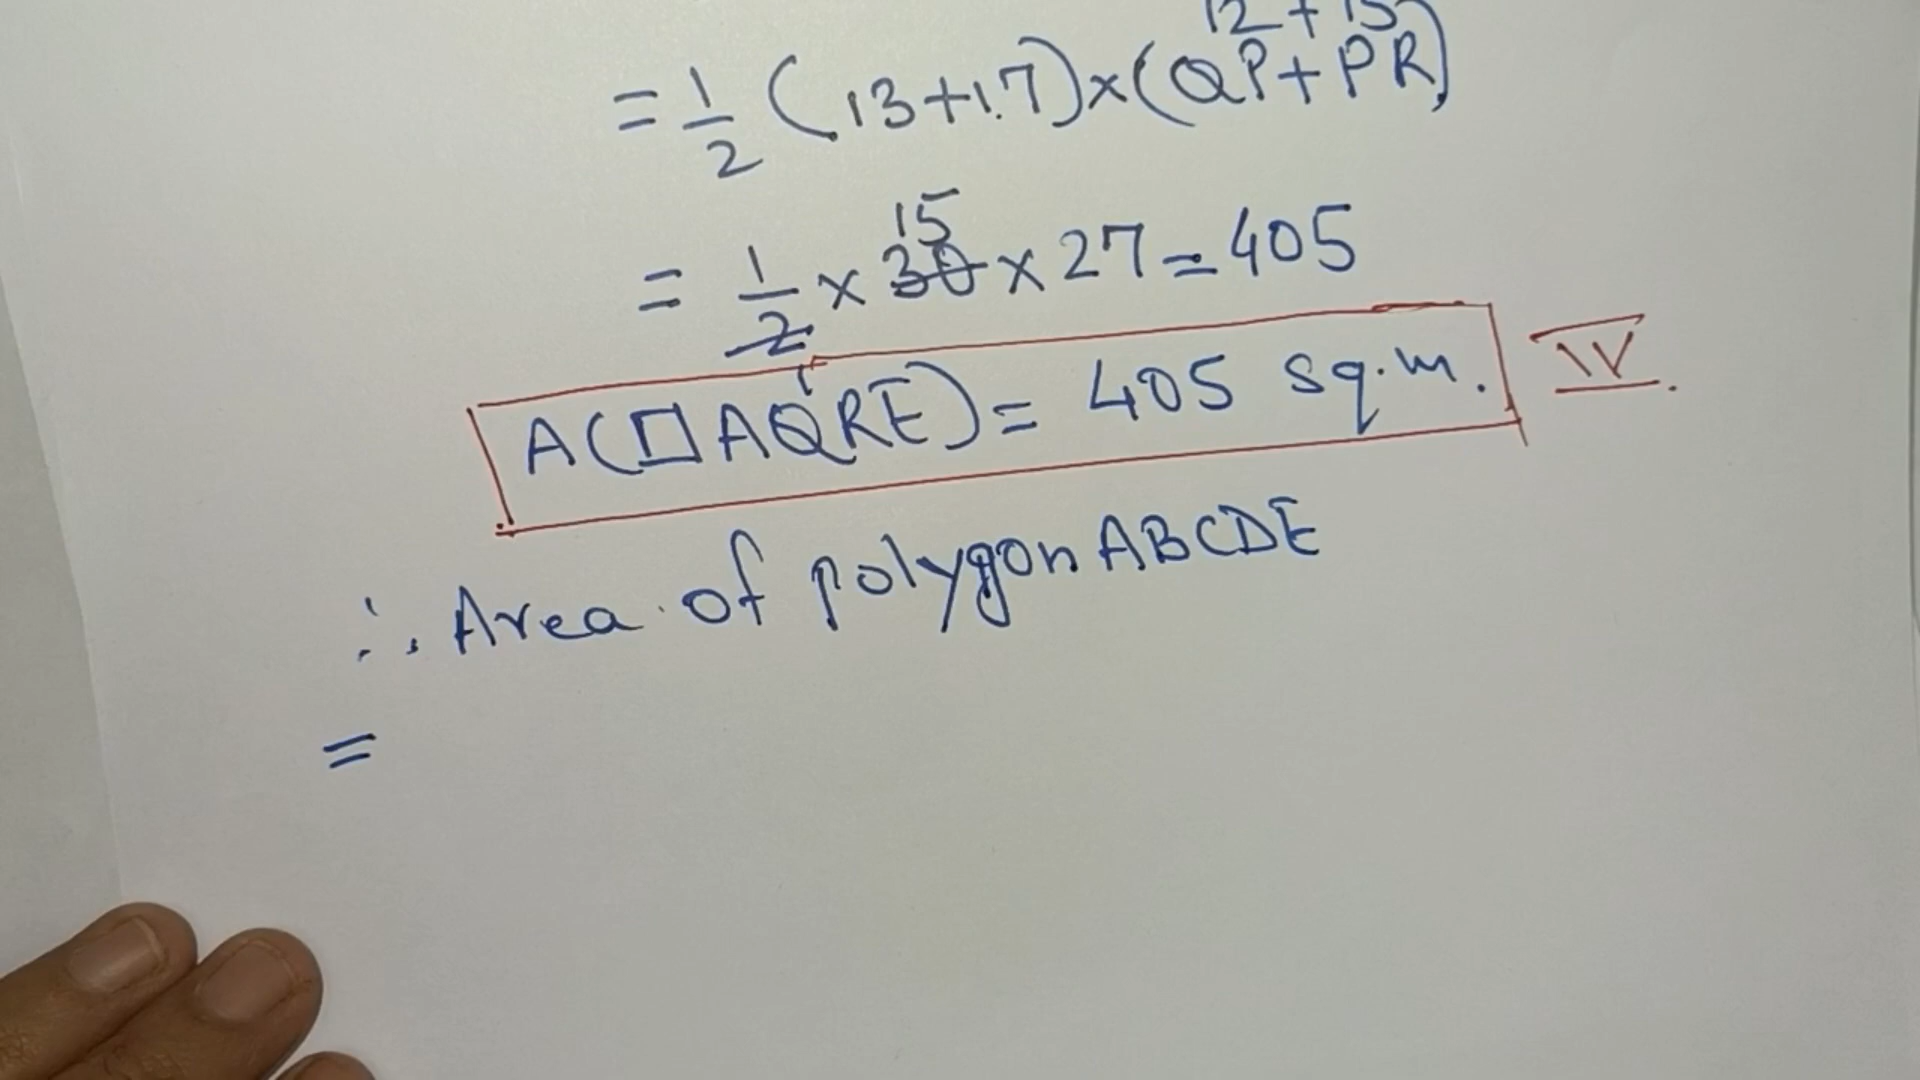 12 + 15
= 1/2 (13+17)×(QP+PR)
15
= 1/2 × 30 × 27 = 405
A(□AQRE) = 405 sq.m. IV
∴ Area of polygon ABCDE
=